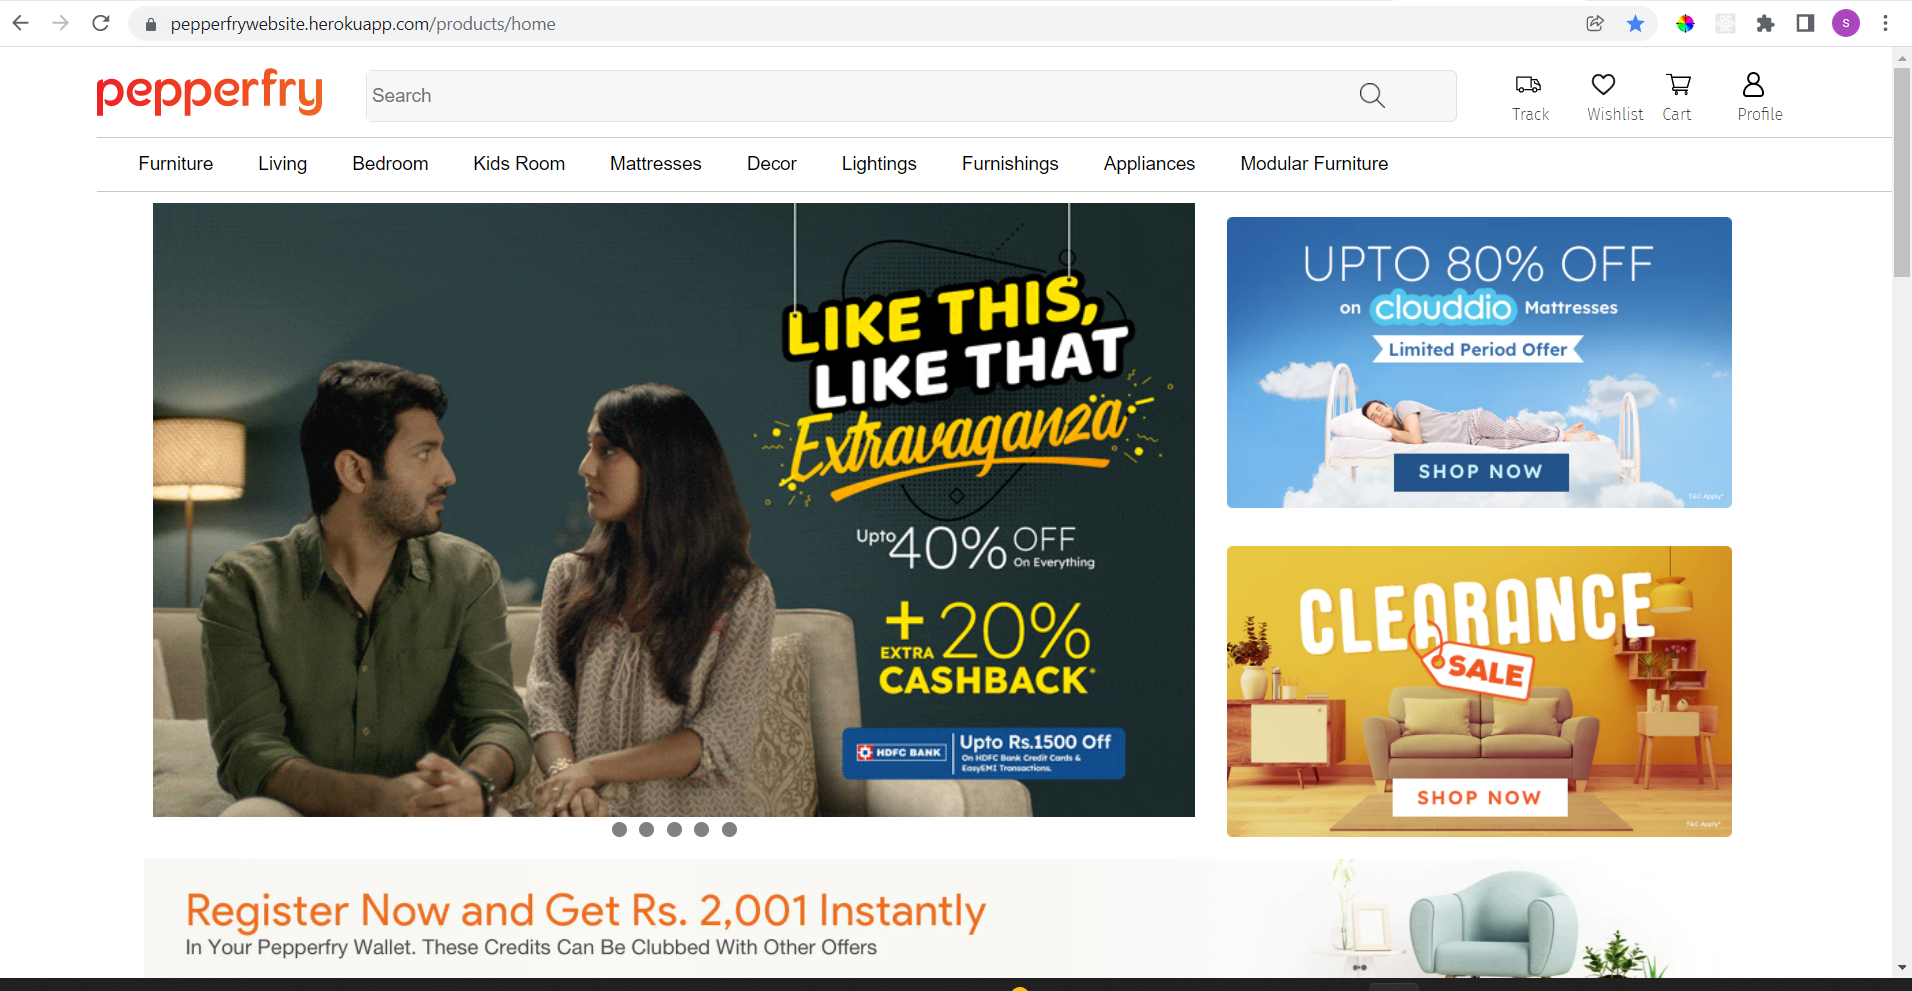 pepperfrywebsite.herokuapp.com/products/home
S
pepperfry
Search
Track
Wishlist
Cart
Profile
Furniture
Living
Bedroom
Kids Room
Mattresses
Decor
Lightings
Furnishings
Appliances
Modular Furniture
LIKE THIS,
LIKE THAT
Extravaganza
Upto 40% OFF
On Everything
+ EXTRA 20%
CASHBACK*
HDFC BANK
Upto Rs.1500 Off
On HDFC Bank Credit Cards &
EasyEMI Transactions.
UPTO 80% OFF
on clouddio Mattresses
Limited Period Offer
SHOP NOW
T&C Apply*
CLEARANCE
SALE
SHOP NOW
T&C Apply*
Register Now and Get Rs. 2,001 Instantly
In Your Pepperfry Wallet. These Credits Can Be Clubbed With Other Offers